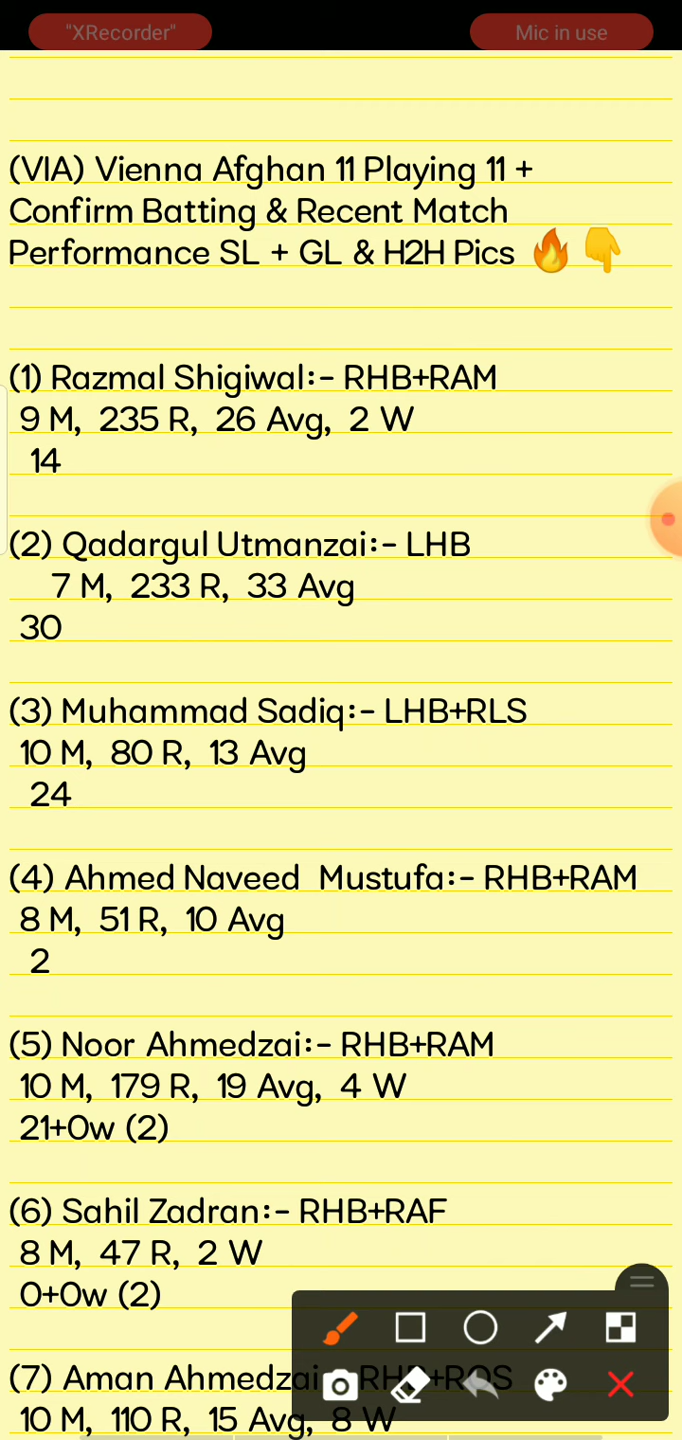 "XRecorder"
Mic in use
(VIA) Vienna Afghan 11 Playing 11 +
Confirm Batting & Recent Match
Performance SL + GL & H2H Pics 🔥👇
(1) Razmal Shigiwal:- RHB+RAM
9 M, 235 R, 26 Avg, 2 W
14
(2) Qadargul Utmanzai:- LHB
7 M, 233 R, 33 Avg
30
(3) Muhammad Sadiq:- LHB+RLS
10 M, 80 R, 13 Avg
24
(4) Ahmed Naveed Mustufa:- RHB+RAM
8 M, 51 R, 10 Avg
2
(5) Noor Ahmedzai:- RHB+RAM
10 M, 179 R, 19 Avg, 4 W
21+0w (2)
(6) Sahil Zadran:- RHB+RAF
8 M, 47 R, 2 W
0+0w (2)
(7) Aman Ahmedzai RHB+ROS
10 M, 110 R, 15 Avg, 8 W